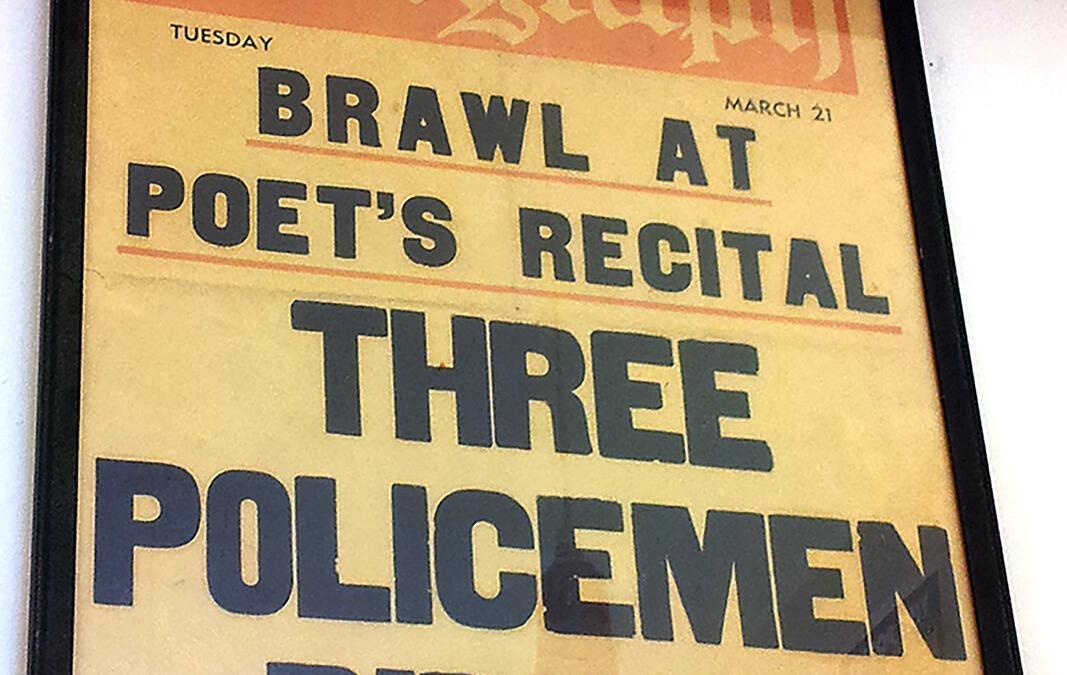 TUESDAY
MARCH 21
BRAWL AT
POET'S RECITAL
THREE
POLICEMEN